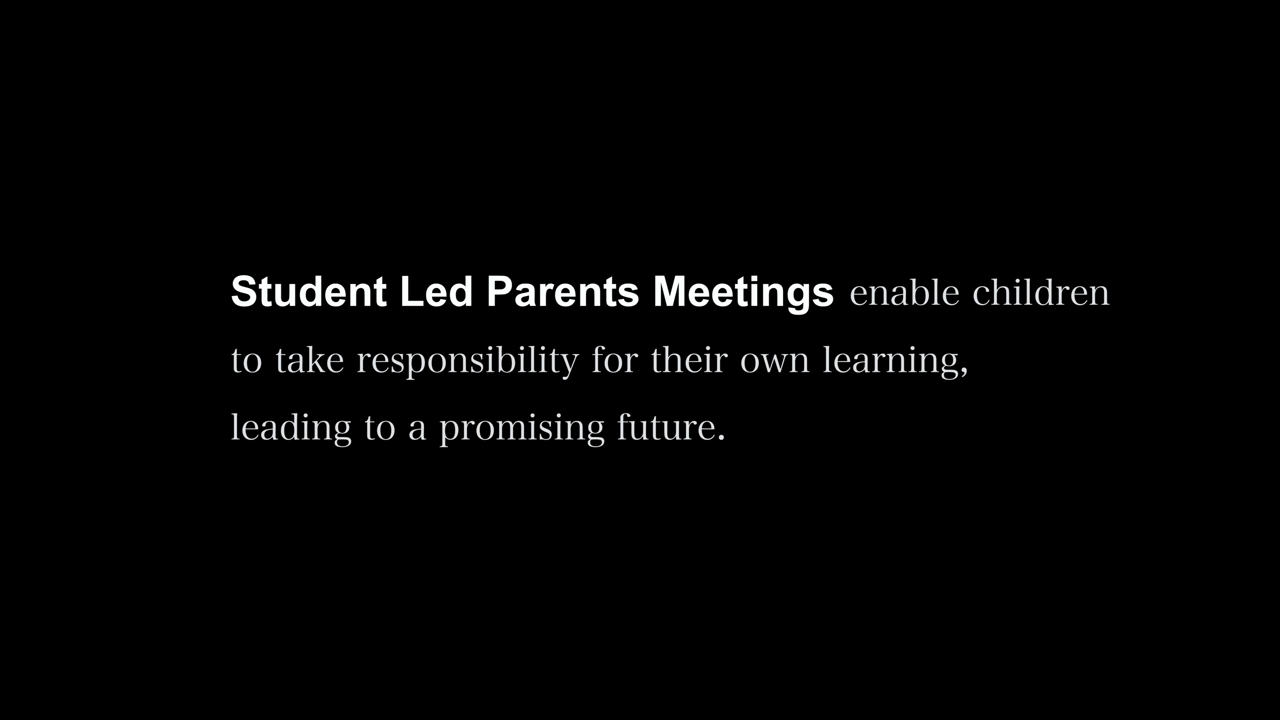 Student Led Parents Meetings enable children
to take responsibility for their own learning,
leading to a promising future.